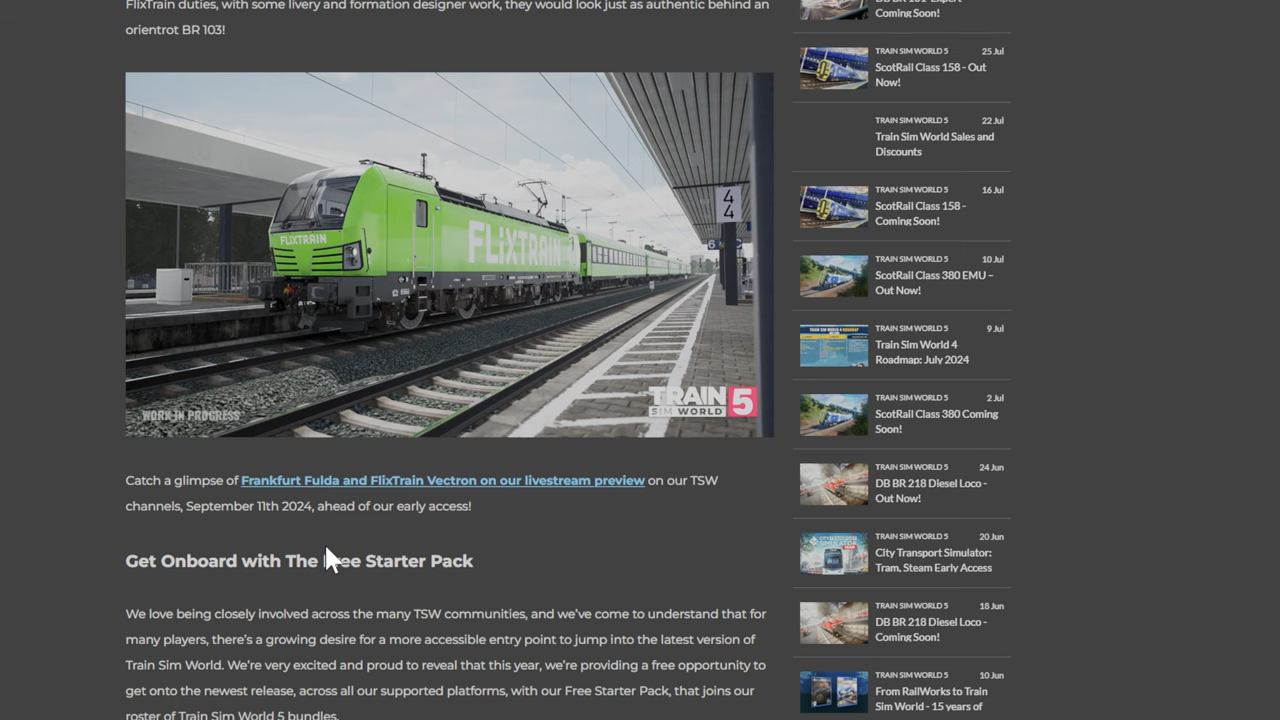 FlixTrain duties, with some livery and formation designer work, they would look just as authentic behind an
orientrot BR 103!
FLiXTRAIN
FLiXTRAIN
4
4
6
WORK IN PROGRESS
TRAIN
SIM WORLD 5
Catch a glimpse of Frankfurt Fulda and FlixTrain Vectron on our livestream preview on our TSW
channels, September 11th 2024, ahead of our early access!
Get Onboard with The Free Starter Pack
We love being closely involved across the many TSW communities, and we've come to understand that for
many players, there's a growing desire for a more accessible entry point to jump into the latest version of
Train Sim World. We're very excited and proud to reveal that this year, we're providing a free opportunity to
get onto the newest release, across all our supported platforms, with our Free Starter Pack, that joins our
roster of Train Sim World 5 bundles.
Coming Soon!
TRAIN SIM WORLD 5 25 Jul
ScotRail Class 158 - Out
Now!
TRAIN SIM WORLD 5 22 Jul
Train Sim World Sales and
Discounts
TRAIN SIM WORLD 5 16 Jul
ScotRail Class 158 -
Coming Soon!
TRAIN SIM WORLD 5 10 Jul
ScotRail Class 380 EMU –
Out Now!
TRAIN SIM WORLD 5 9 Jul
Train Sim World 4
Roadmap: July 2024
TRAIN SIM WORLD 5 2 Jul
ScotRail Class 380 Coming
Soon!
TRAIN SIM WORLD 5 24 Jun
DB BR 218 Diesel Loco -
Out Now!
TRAIN SIM WORLD 5 20 Jun
City Transport Simulator:
Tram, Steam Early Access
TRAIN SIM WORLD 5 18 Jun
DB BR 218 Diesel Loco -
Coming Soon!
TRAIN SIM WORLD 5 10 Jun
From RailWorks to Train
Sim World - 15 years of